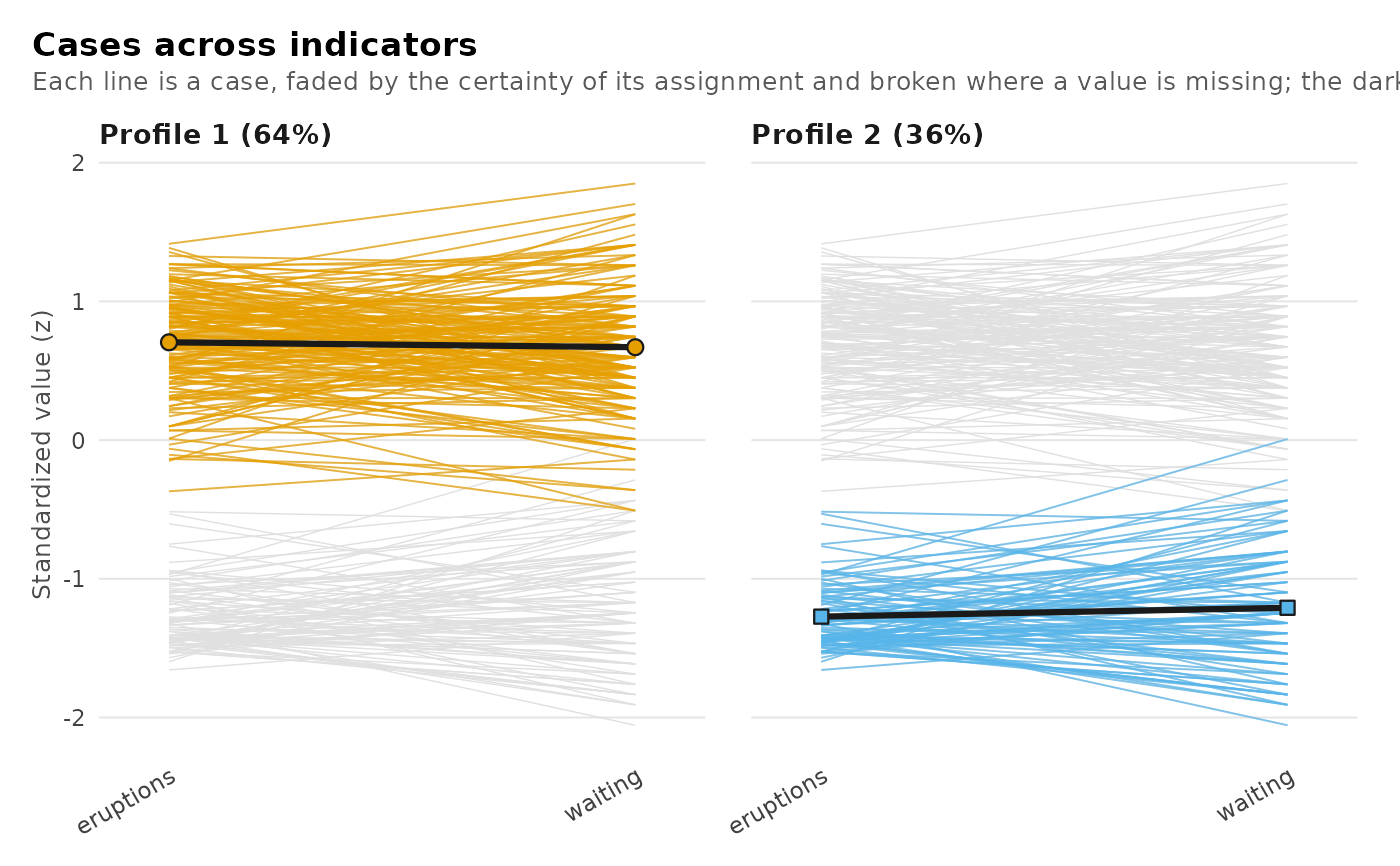 Cases across indicators
Each line is a case, faded by the certainty of its assignment and broken where a value is missing; the dark
Profile 1 (64%)
Profile 2 (36%)
Standardized value (z)
2
1
0
-1
-2
eruptions
waiting
eruptions
waiting